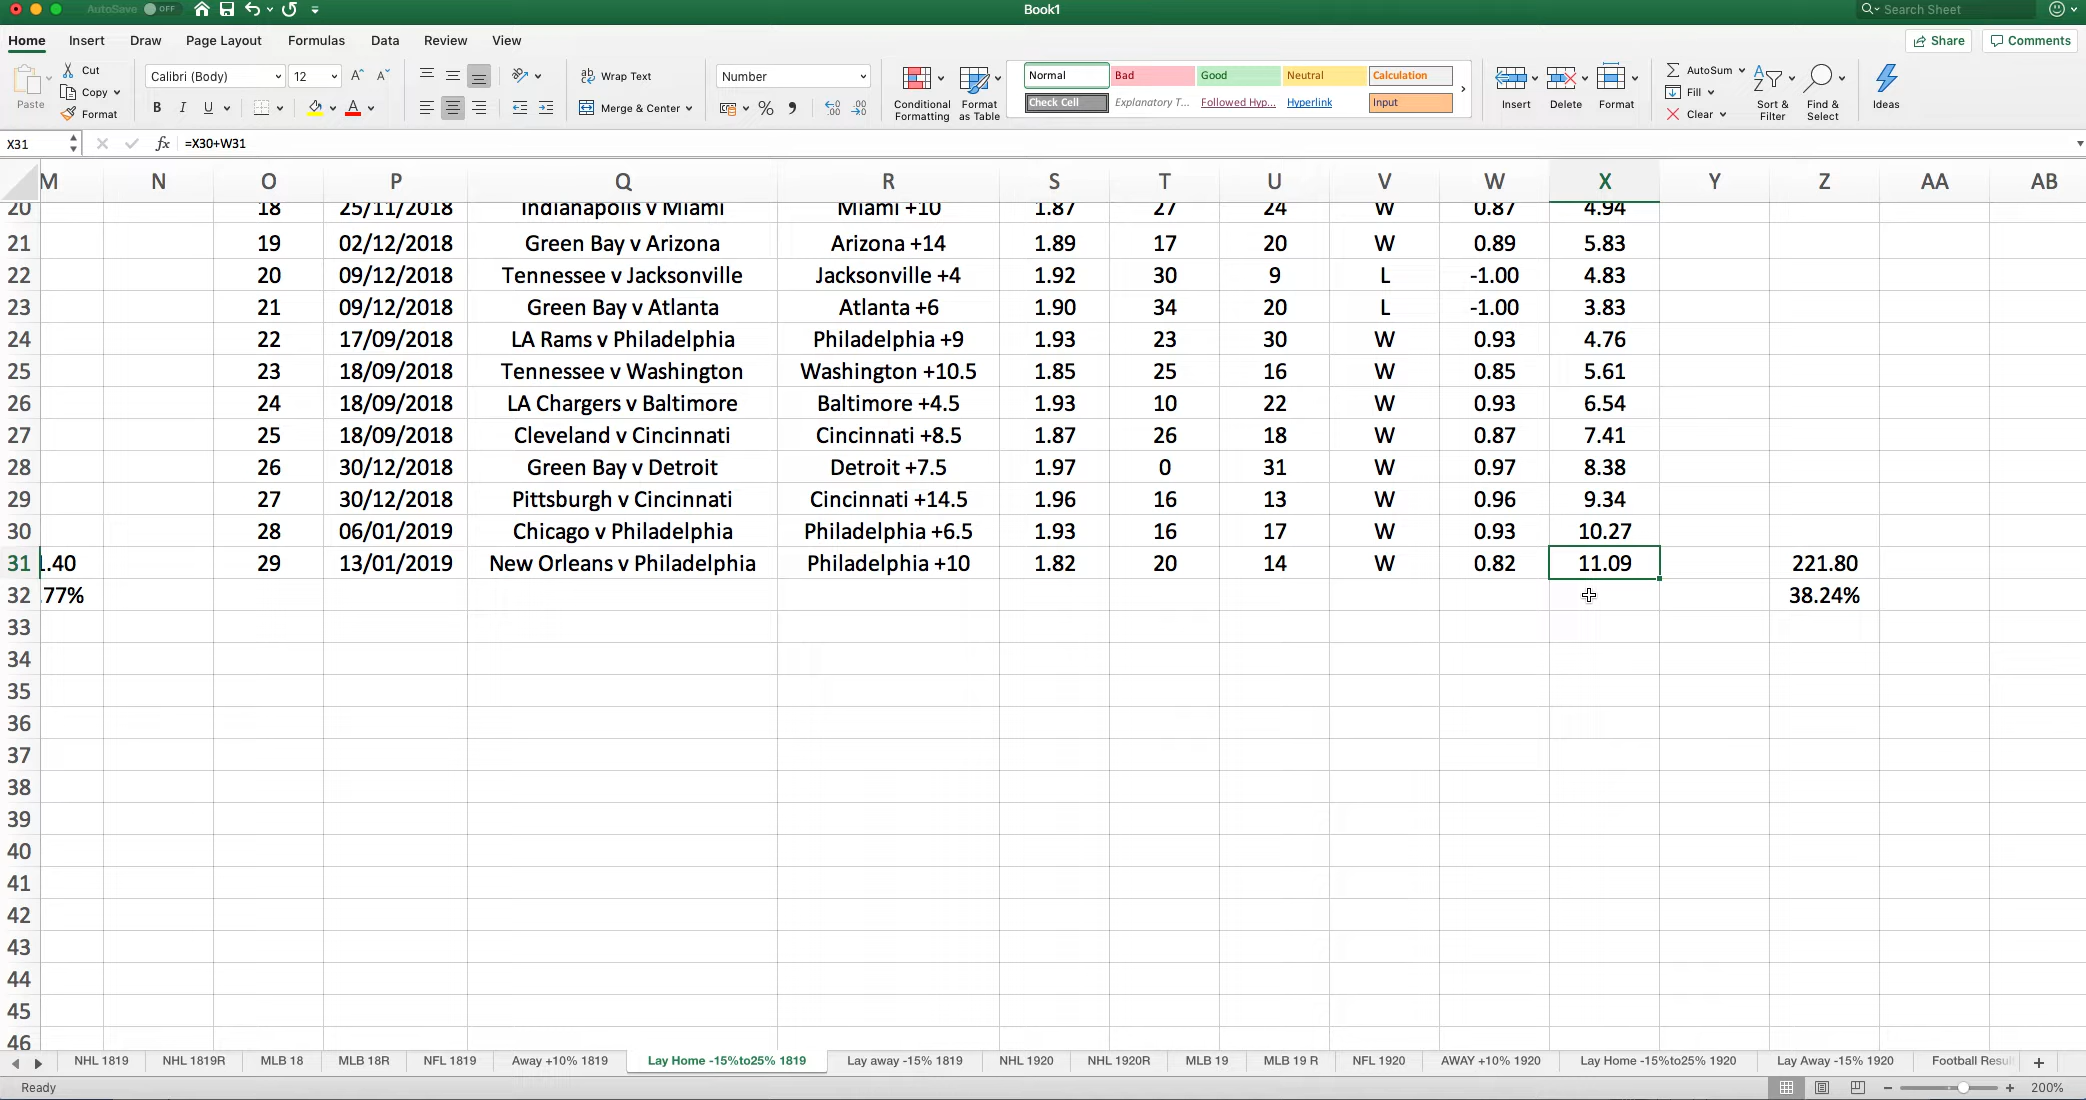 AutoSave OFF
Book1
Search Sheet
Home Insert Draw Page Layout Formulas Data Review View
Share Comments
Paste
Cut
Copy
Format
Calibri (Body) 12
Wrap Text
Merge & Center
Number
Conditional Formatting
Format as Table
Normal Bad Good Neutral Calculation
Check Cell Explanatory T... Followed Hyp... Hyperlink Input
Insert Delete Format
AutoSum
Fill
Clear
Sort & Filter
Find & Select
Ideas
X31 fx =X30+W31
M N O P Q R S T U V W X Y Z AA AB
20 18 25/11/2018 Indianapolis v Miami Miami +10 1.87 27 24 W 0.87 4.94
21 19 02/12/2018 Green Bay v Arizona Arizona +14 1.89 17 20 W 0.89 5.83
22 20 09/12/2018 Tennessee v Jacksonville Jacksonville +4 1.92 30 9 L -1.00 4.83
23 21 09/12/2018 Green Bay v Atlanta Atlanta +6 1.90 34 20 L -1.00 3.83
24 22 17/09/2018 LA Rams v Philadelphia Philadelphia +9 1.93 23 30 W 0.93 4.76
25 23 18/09/2018 Tennessee v Washington Washington +10.5 1.85 25 16 W 0.85 5.61
26 24 18/09/2018 LA Chargers v Baltimore Baltimore +4.5 1.93 10 22 W 0.93 6.54
27 25 18/09/2018 Cleveland v Cincinnati Cincinnati +8.5 1.87 26 18 W 0.87 7.41
28 26 30/12/2018 Green Bay v Detroit Detroit +7.5 1.97 0 31 W 0.97 8.38
29 27 30/12/2018 Pittsburgh v Cincinnati Cincinnati +14.5 1.96 16 13 W 0.96 9.34
30 28 06/01/2019 Chicago v Philadelphia Philadelphia +6.5 1.93 16 17 W 0.93 10.27
31 .40 29 13/01/2019 New Orleans v Philadelphia Philadelphia +10 1.82 20 14 W 0.82 11.09 221.80
32 .77% 38.24%
33
34
35
36
37
38
39
40
41
42
43
44
45
46
NHL 1819 NHL 1819R MLB 18 MLB 18R NFL 1819 Away +10% 1819 Lay Home -15%to25% 1819 Lay away -15% 1819 NHL 1920 NHL 1920R MLB 19 MLB 19 R NFL 1920 AWAY +10% 1920 Lay Home -15%to25% 1920 Lay Away -15% 1920 Football Resu
Ready 200%